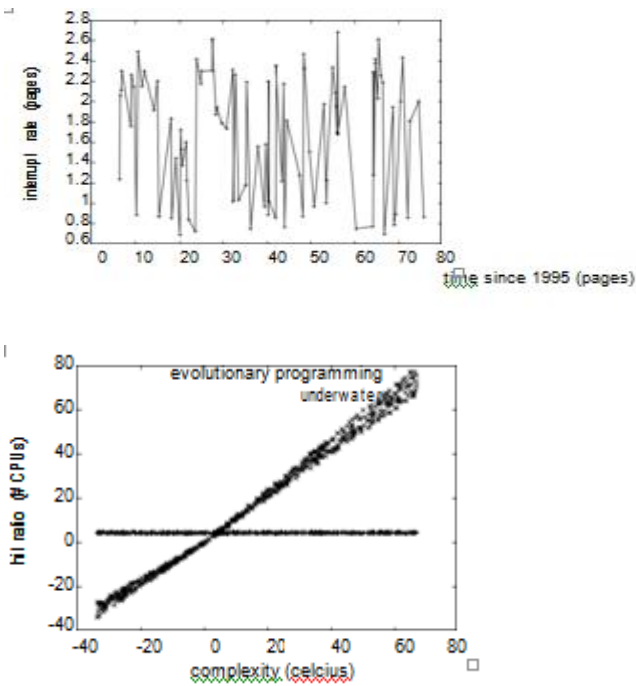 2.8
2.6
2.4
2.2
2
1.8
1.6
1.4
1.2
1
0.8
0.6
interrupt rate (pages)
0 10 20 30 40 50 60 70 80
time since 1995 (pages)
80
60
40
20
0
-20
-40
hit ratio (# CPUs)
evolutionary programming
underwater
-40 -20 0 20 40 60 80
complexity (celcius)